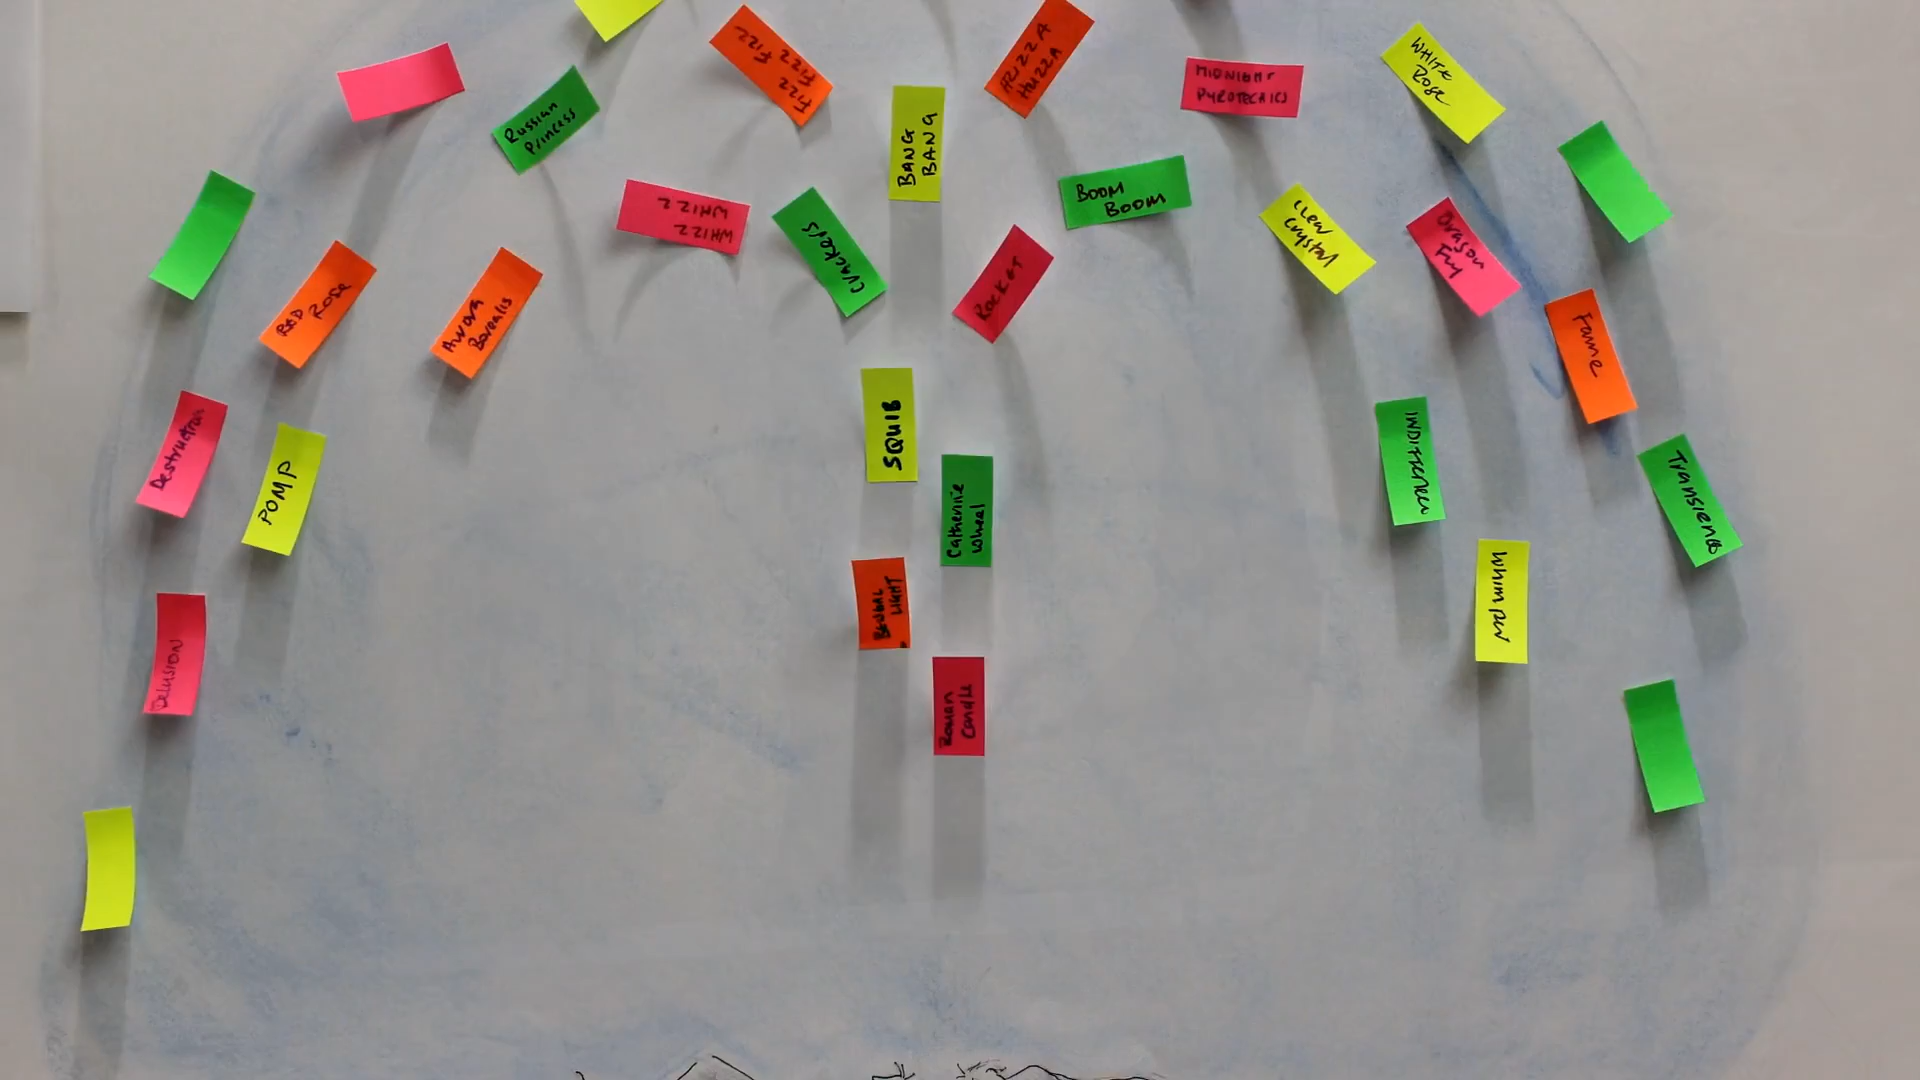 FIZZ FIZZ
FIZZ FIZZ
HUZZA
MIDNIGHT
PYROTECNICS
WHITE
ROSE
Russian
Princess
BANG
BANG
WHIZZ
WHIZZ
Crackers
BOOM
BOOM
Clear
Crystal
Dragon
Fly
RED
ROSE
Aurora
Borealis
ROCKET
Fame
Destruction
POMP
SQUIB
Catherine
wheel
Transience
WHIMPER
BENGAL
LIGHT
DELUSION
Roman
Candle